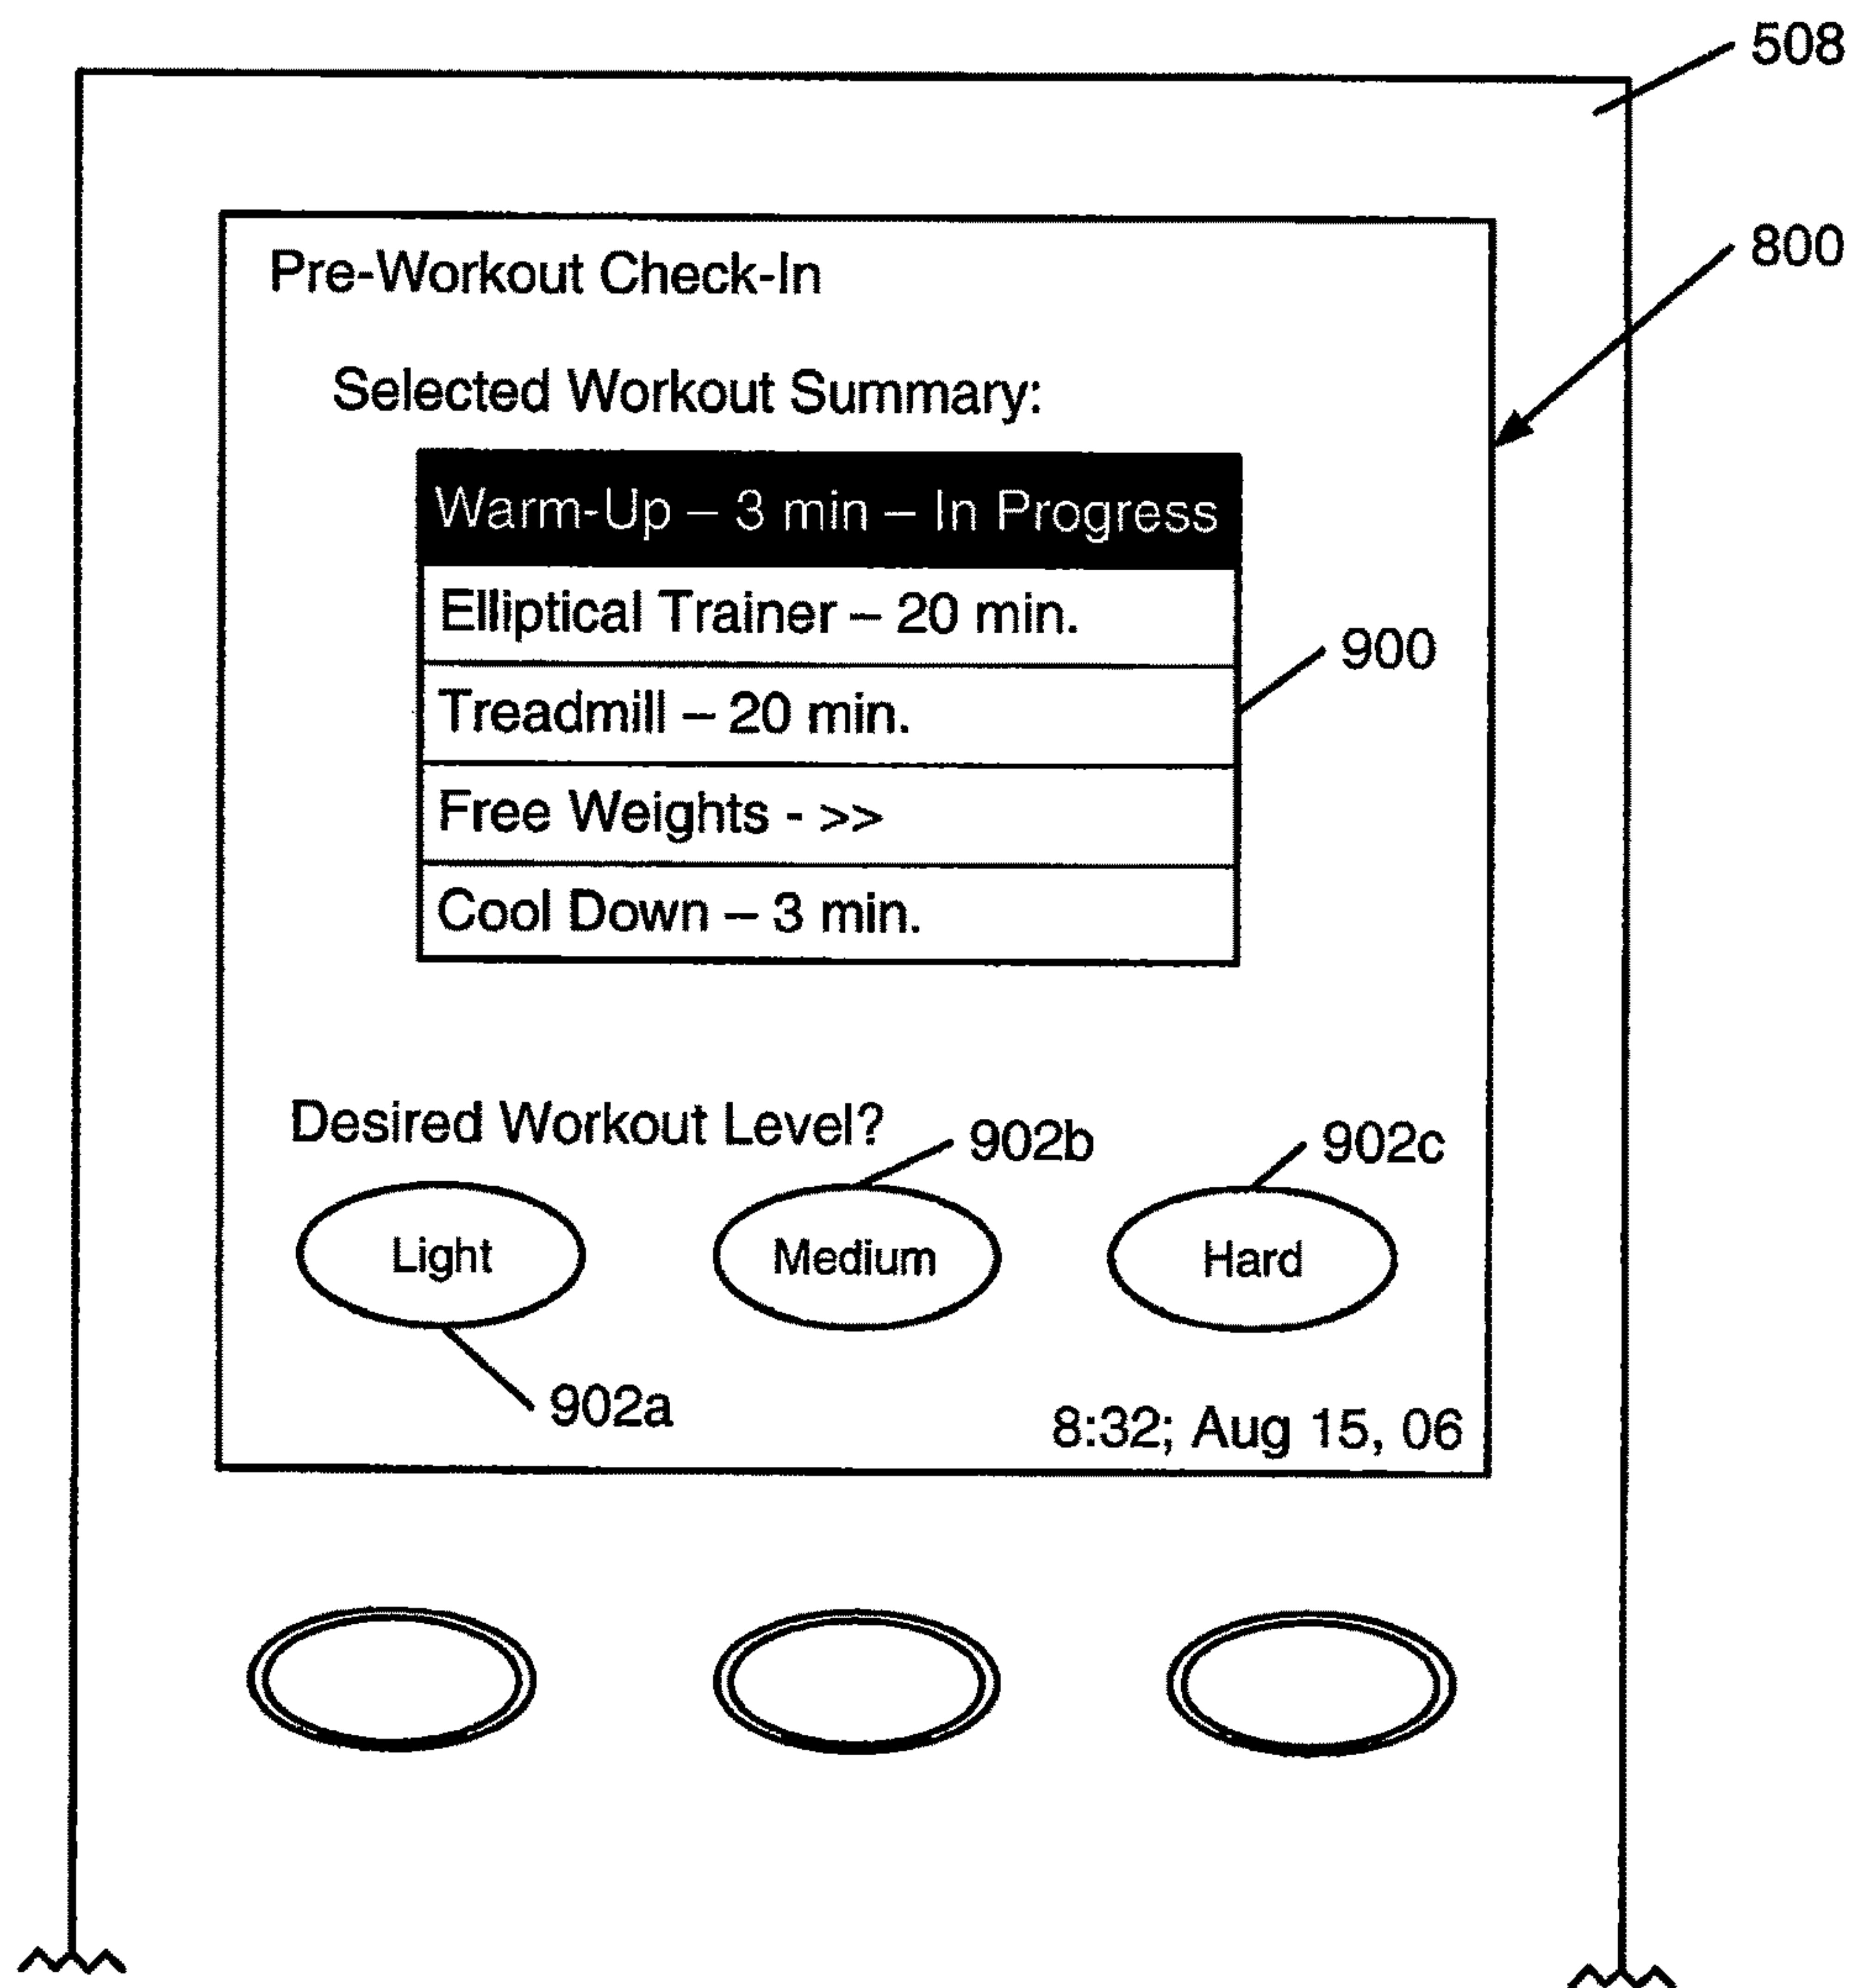 508
800
Pre-Workout Check-In
Selected Workout Summary:
Warm-Up – 3 min – In Progress
Elliptical Trainer – 20 min.
900
Treadmill – 20 min.
Free Weights - >>
Cool Down – 3 min.
Desired Workout Level?
902b
902c
Light
Medium
Hard
902a
8:32; Aug 15, 06